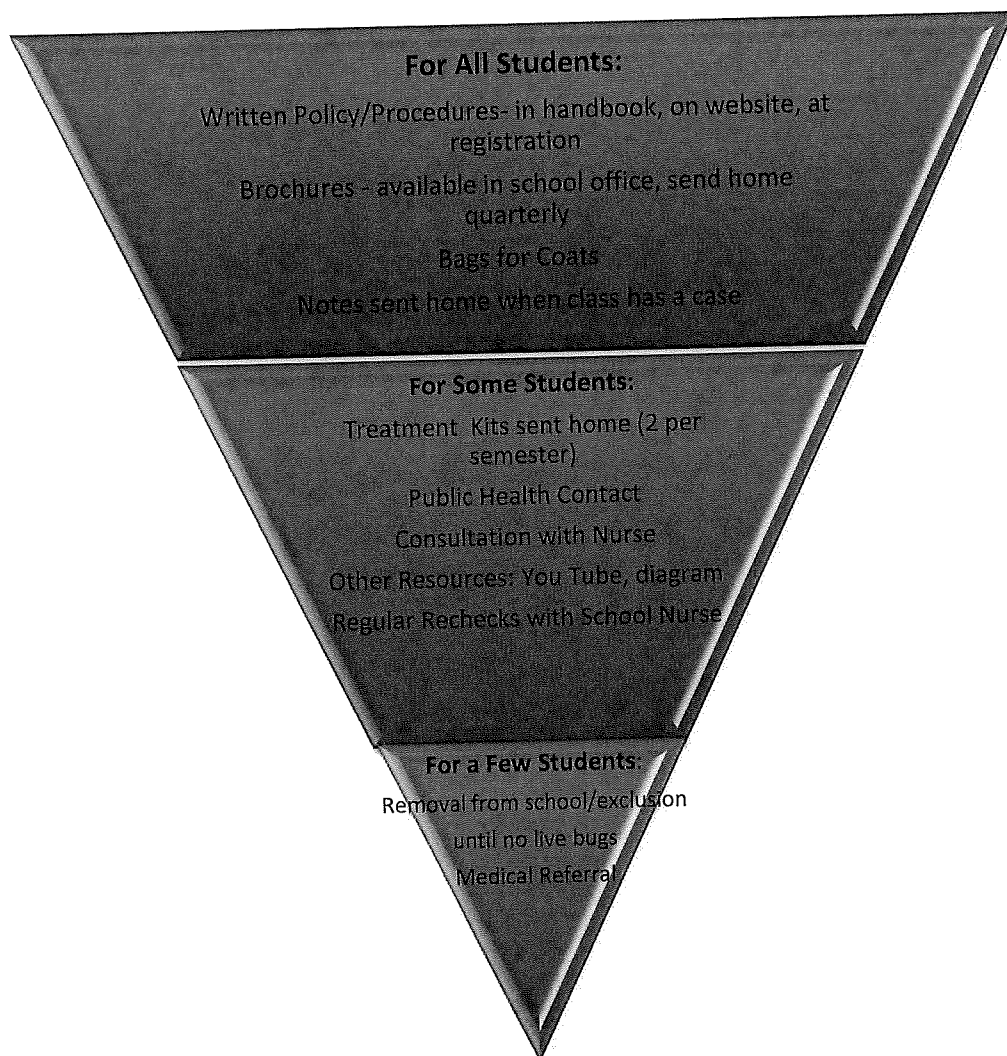 For All Students:
Written Policy/Procedures- in handbook, on website, at
registration
Brochures - available in school office, send home
quarterly
Bags for Coats
Notes sent home when class has a case
For Some Students:
Treatment Kits sent home (2 per
semester)
Public Health Contact
Consultation with Nurse
Other Resources: You Tube, diagram
Regular Rechecks with School Nurse
For a Few Students:
Removal from school/exclusion
until no live bugs
Medical Referral